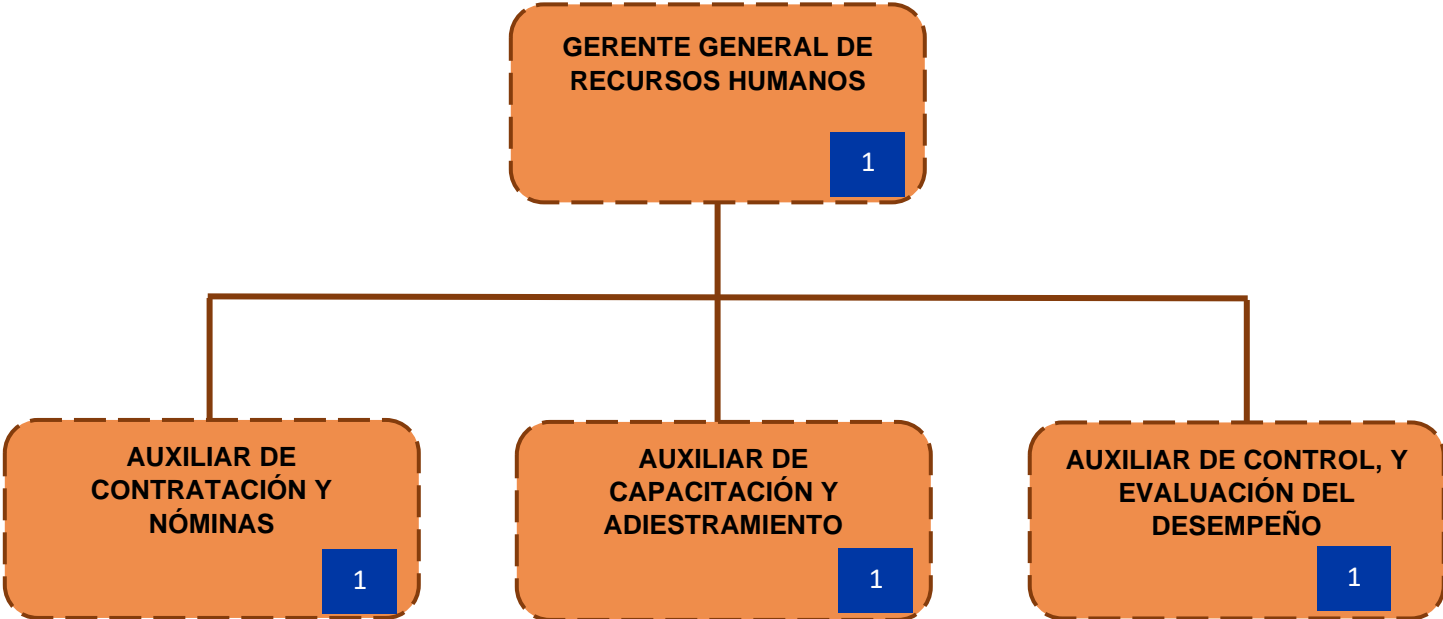 GERENTE GENERAL DE
RECURSOS HUMANOS
1
AUXILIAR DE
CONTRATACIÓN Y
NÓMINAS
1
AUXILIAR DE
CAPACITACIÓN Y
ADIESTRAMIENTO
1
AUXILIAR DE CONTROL, Y
EVALUACIÓN DEL
DESEMPEÑO
1